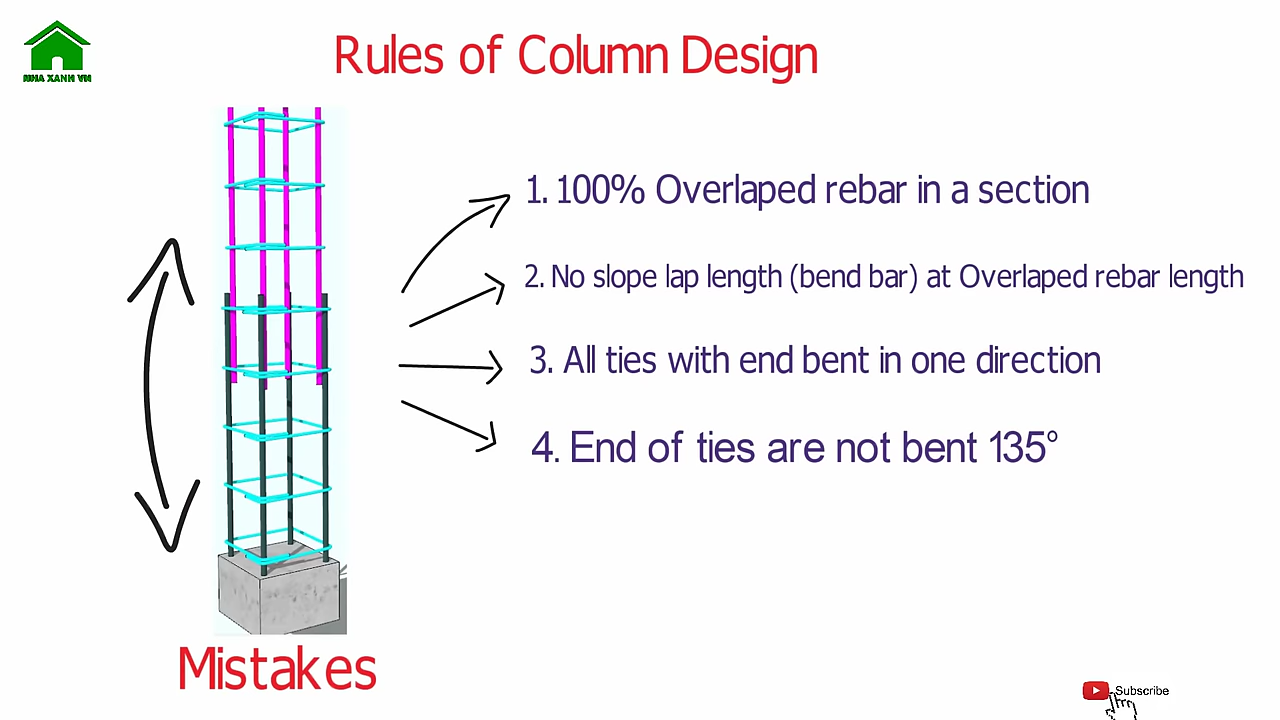 Rules of Column Design
NHA XANH VN
1. 100% Overlaped rebar in a section
2. No slope lap length (bend bar) at Overlaped rebar length
3. All ties with end bent in one direction
4. End of ties are not bent 135°
Mistakes
Subscribe